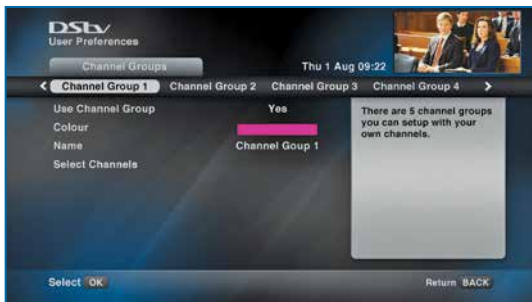 DStv
User Preferences
Channel Groups
Thu 1 Aug 09:22
Channel Group 1 Channel Group 2 Channel Group 3 Channel Group 4
Use Channel Group Yes
Colour
Name Channel Goup 1
Select Channels
There are 5 channel groups
you can setup with your
own channels.
Select OK
Return BACK